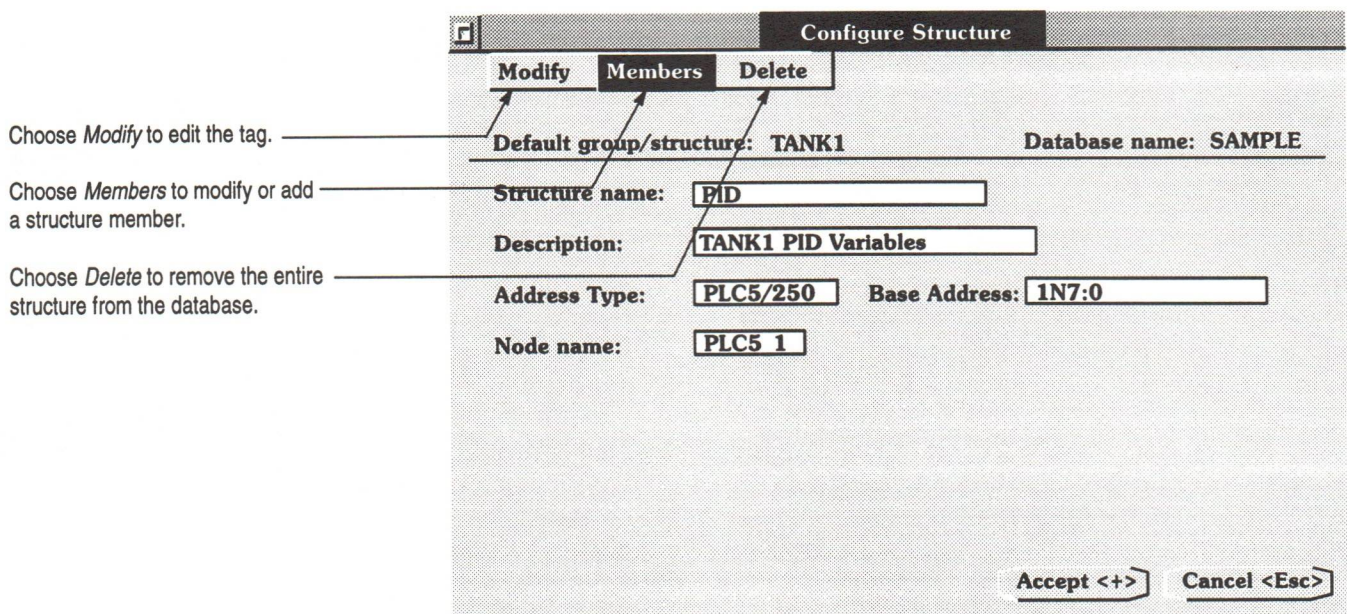 Configure Structure
Modify Members Delete
Choose Modify to edit the tag.
Default group/structure: TANK1 Database name: SAMPLE
Choose Members to modify or add
a structure member.
Structure name: PID
Description: TANK1 PID Variables
Choose Delete to remove the entire
structure from the database.
Address Type: PLC5/250 Base Address: 1N7:0
Node name: PLC5 1
Accept <+> Cancel <Esc>